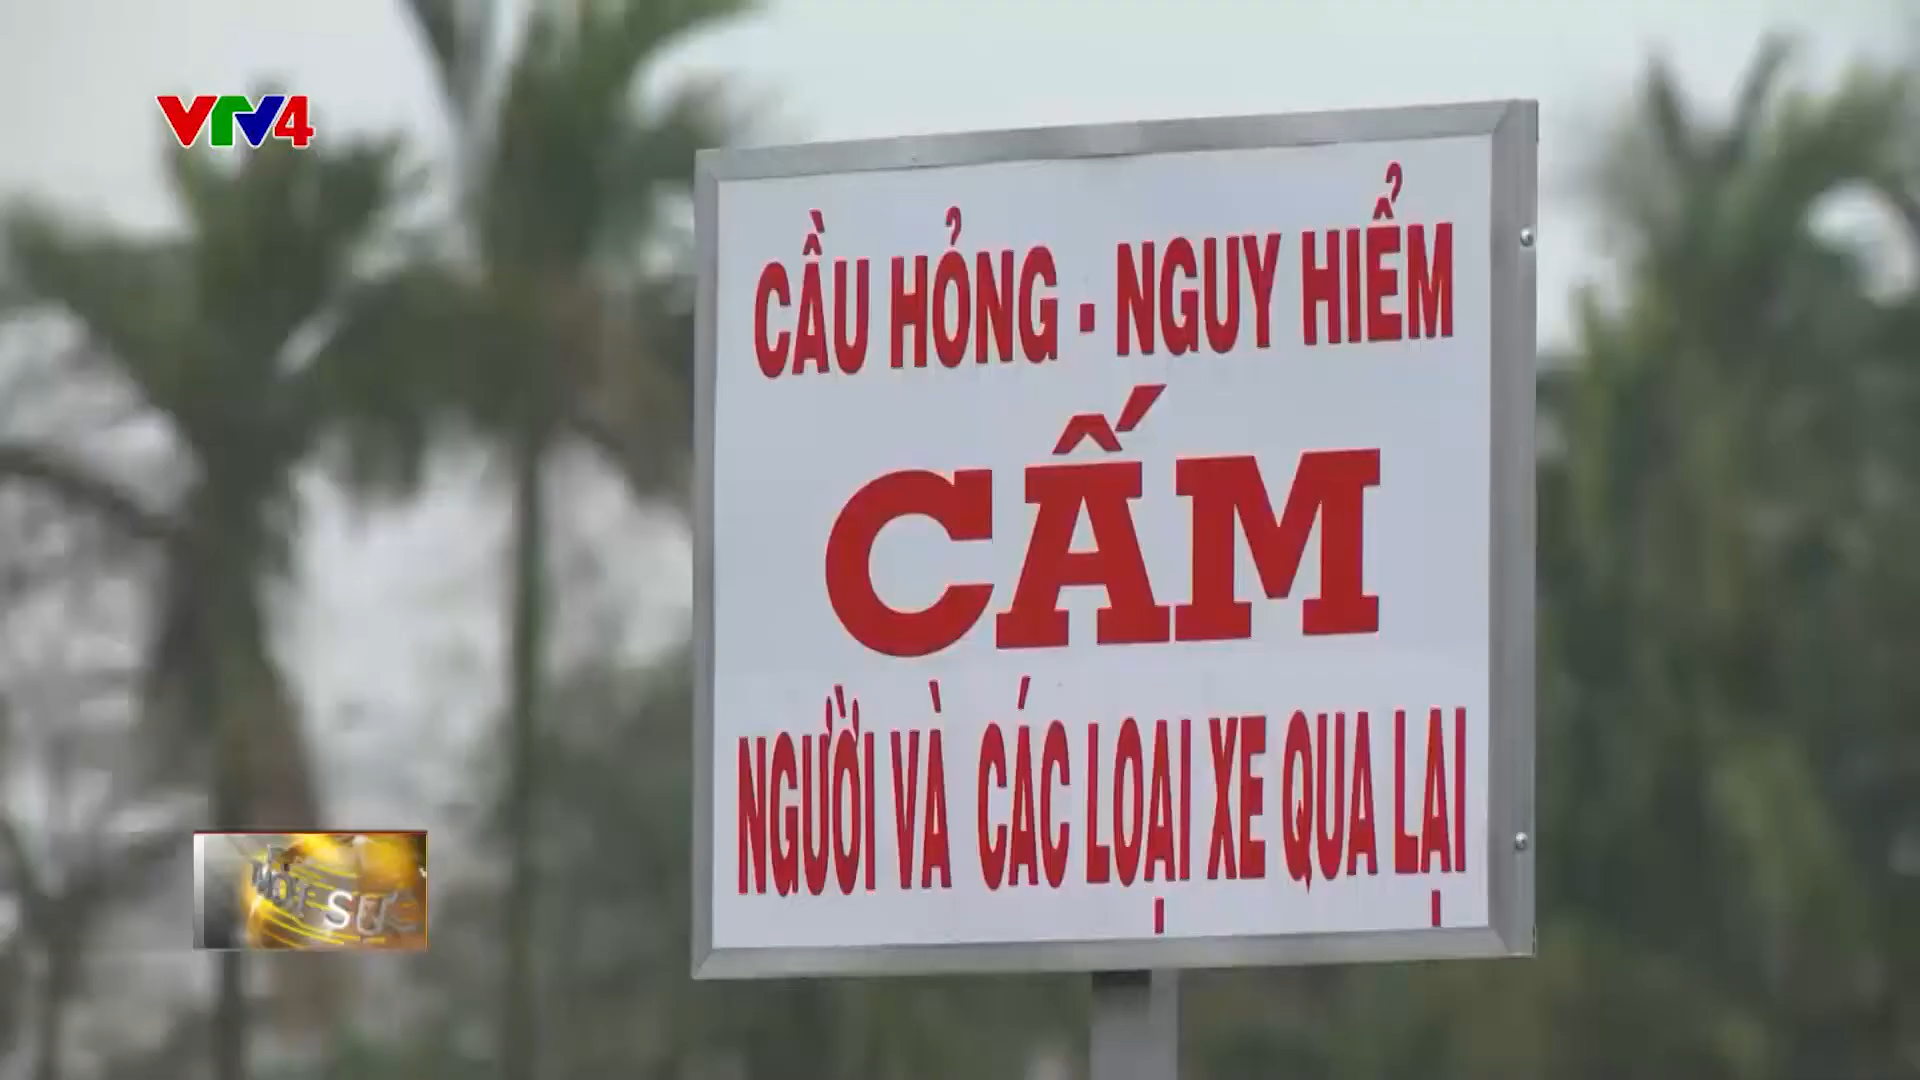 VTV4
CẦU HỎNG - NGUY HIỂM
CẤM
NGƯỜI VÀ CÁC LOẠI XE QUA LẠI